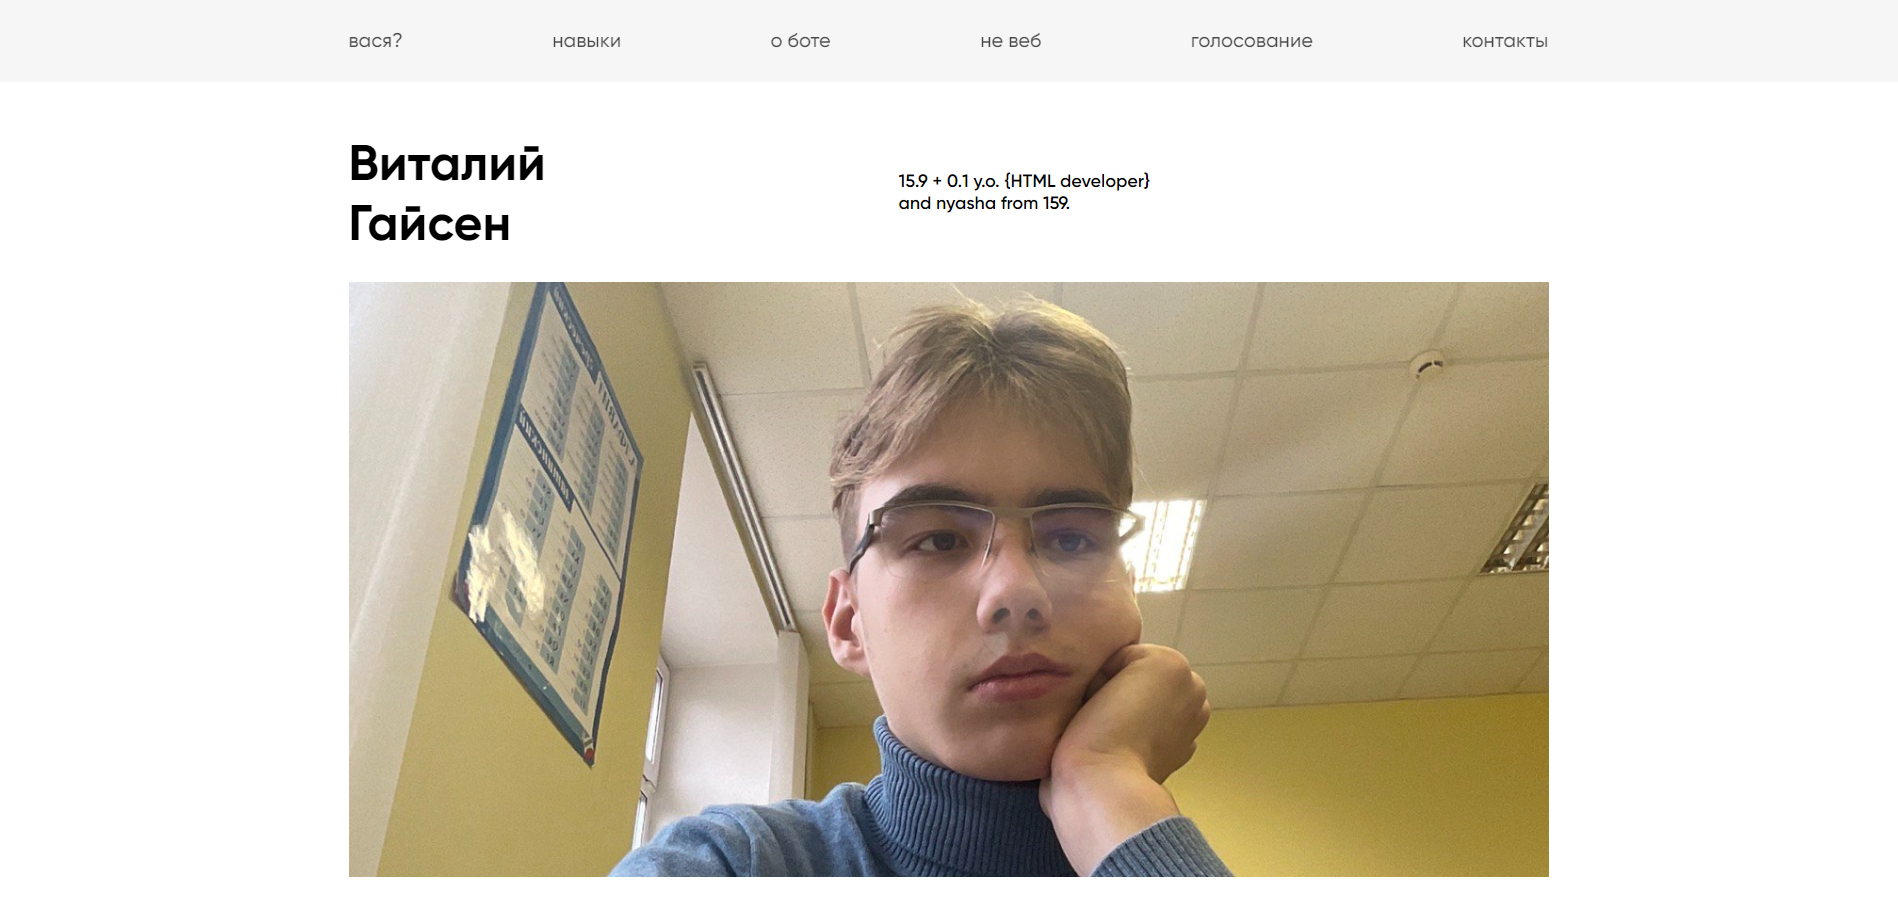 вася?
навыки
о боте
не веб
голосование
контакты
Виталий
Гайсен
15.9 + 0.1 y.o. {HTML developer}
and nyasha from 159.